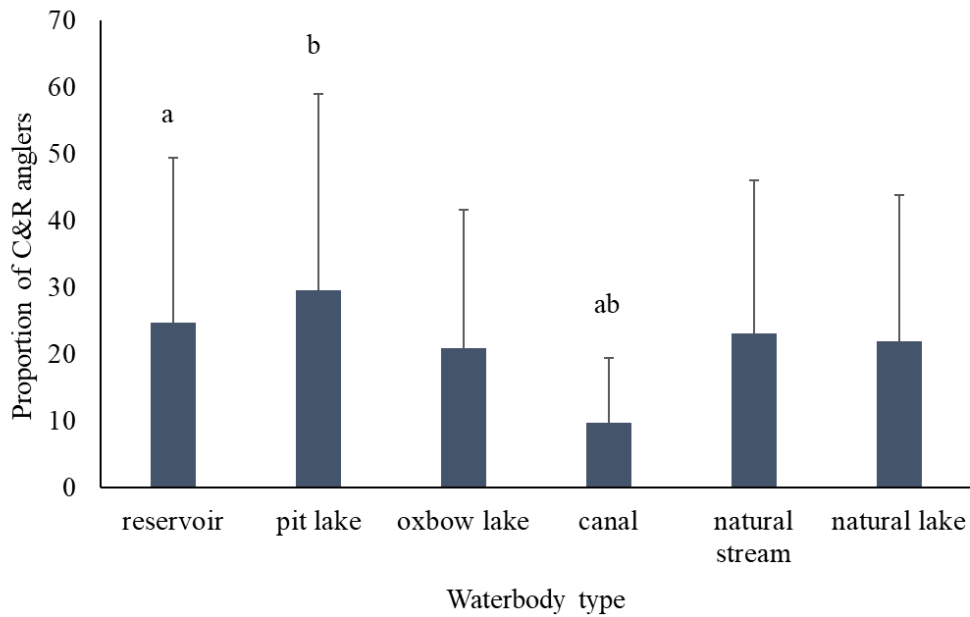 70
60
50
40
30
20
10
0
Proportion of C&R anglers
a
b
ab
reservoir
pit lake
oxbow lake
canal
natural
stream
natural lake
Waterbody type